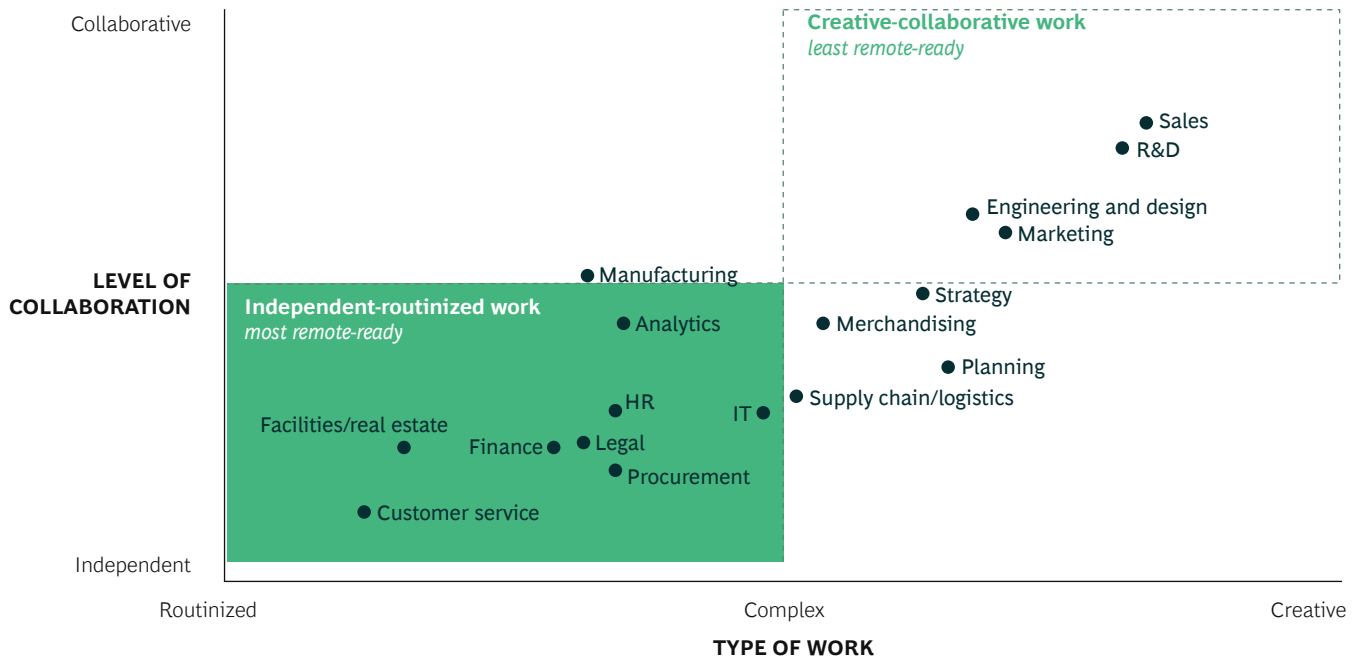 Collaborative
Creative-collaborative work
least remote-ready
Sales
R&D
Engineering and design
Marketing
LEVEL OF
COLLABORATION
Manufacturing
Independent-routinized work
most remote-ready
Strategy
Analytics
Merchandising
Planning
HR
IT
Supply chain/logistics
Facilities/real estate
Finance
Legal
Procurement
Customer service
Independent
Routinized
Complex
Creative
TYPE OF WORK